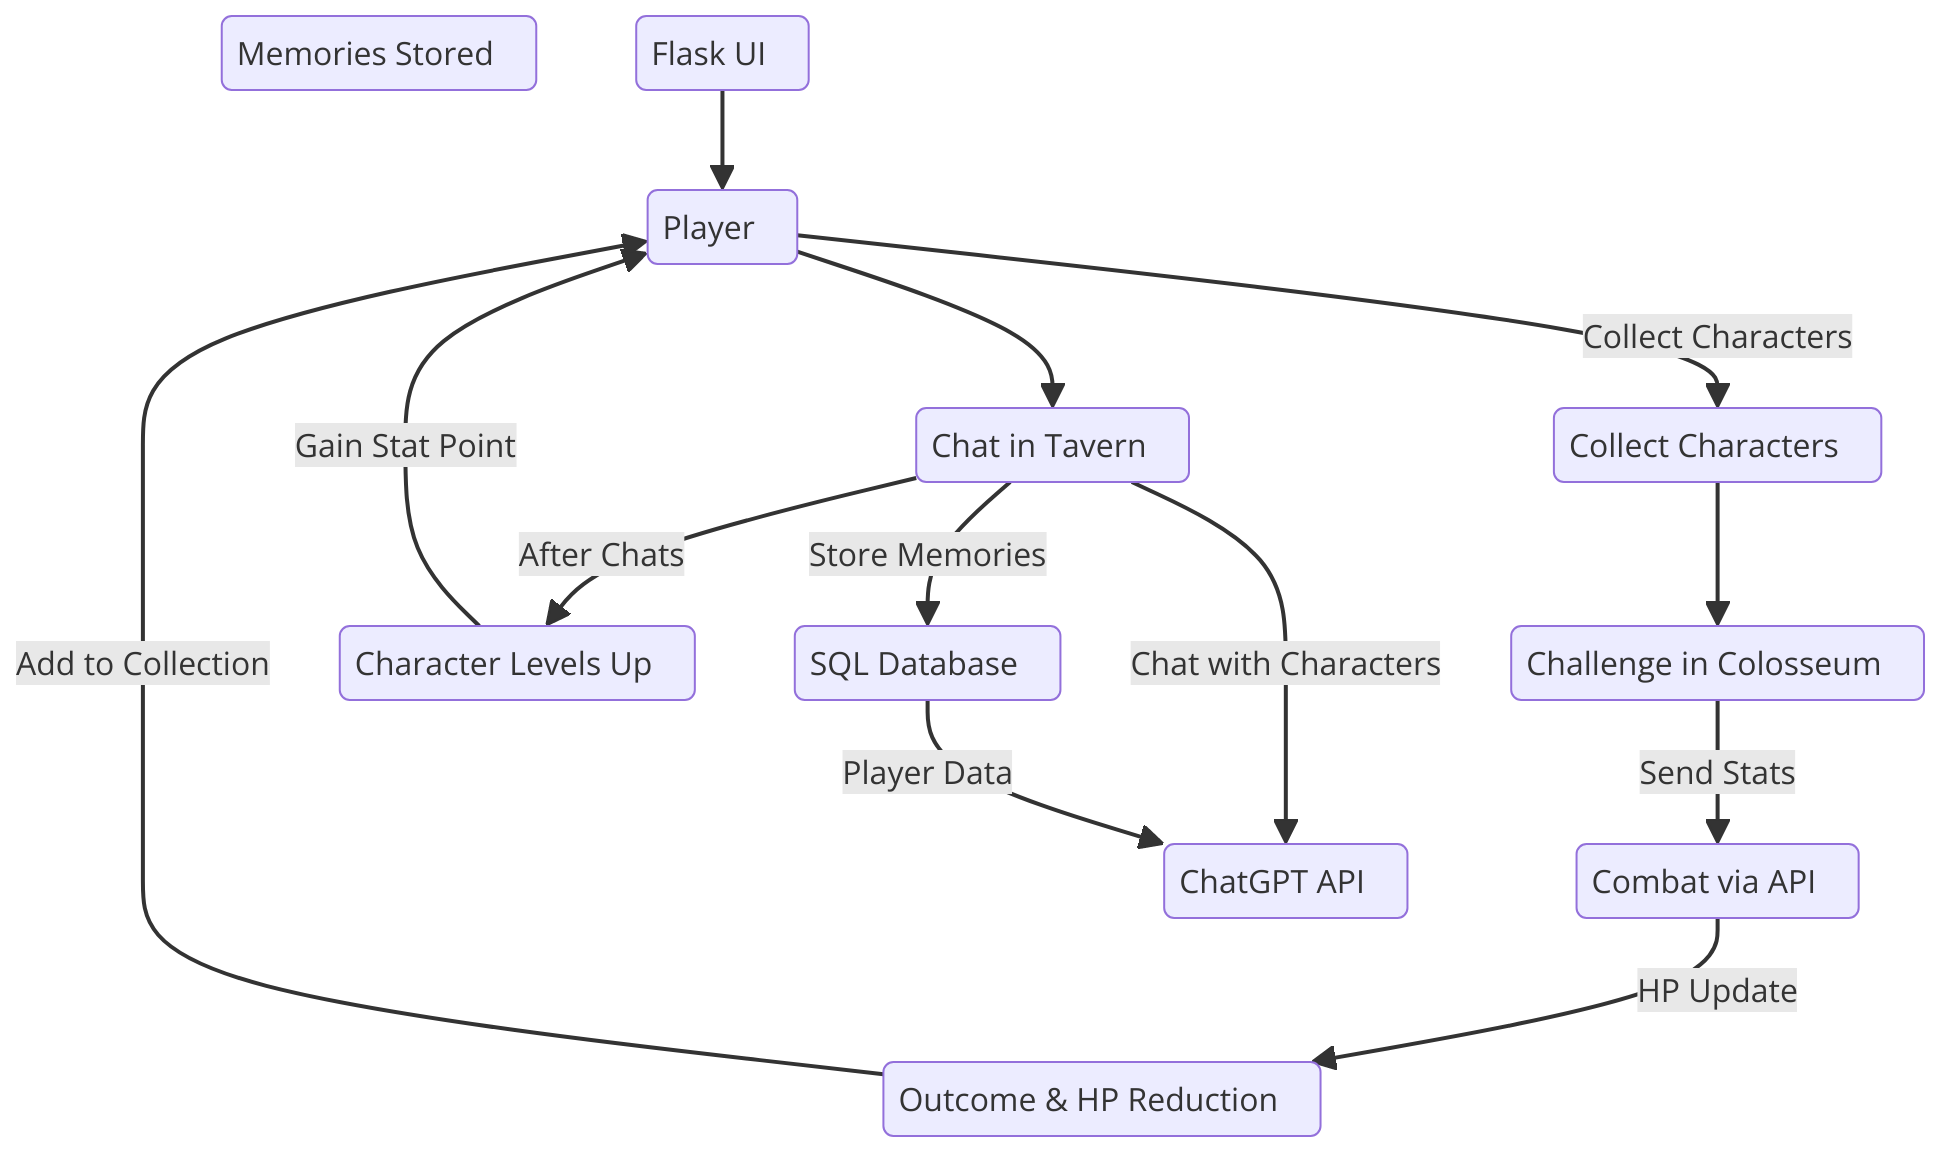 Memories Stored
Flask UI
Player
Collect Characters
Gain Stat Point
Chat in Tavern
Collect Characters
After Chats
Store Memories
Add to Collection
Character Levels Up
SQL Database
Chat with Characters
Challenge in Colosseum
Player Data
Send Stats
ChatGPT API
Combat via API
HP Update
Outcome & HP Reduction